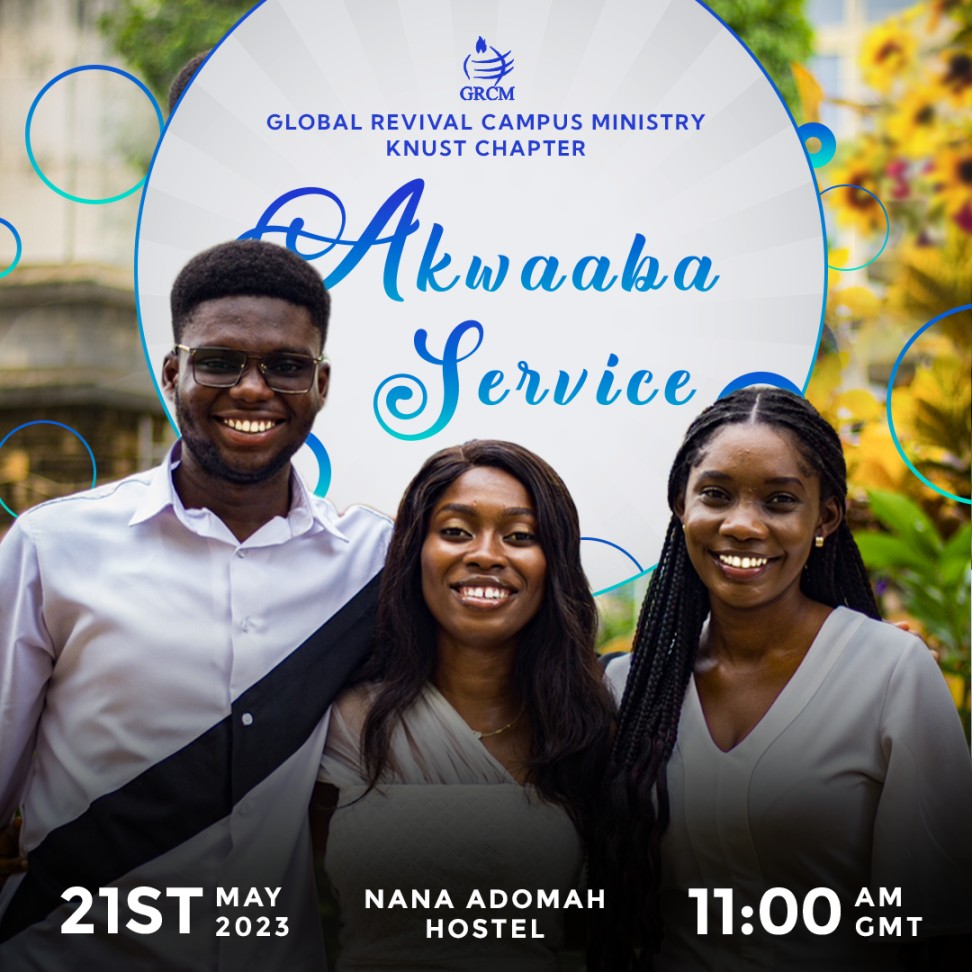 GRCM
GLOBAL REVIVAL CAMPUS MINISTRY
KNUST CHAPTER
Akwaaba
Service
21ST MAY 2023
NANA ADOMAH
HOSTEL
11:00 AM GMT